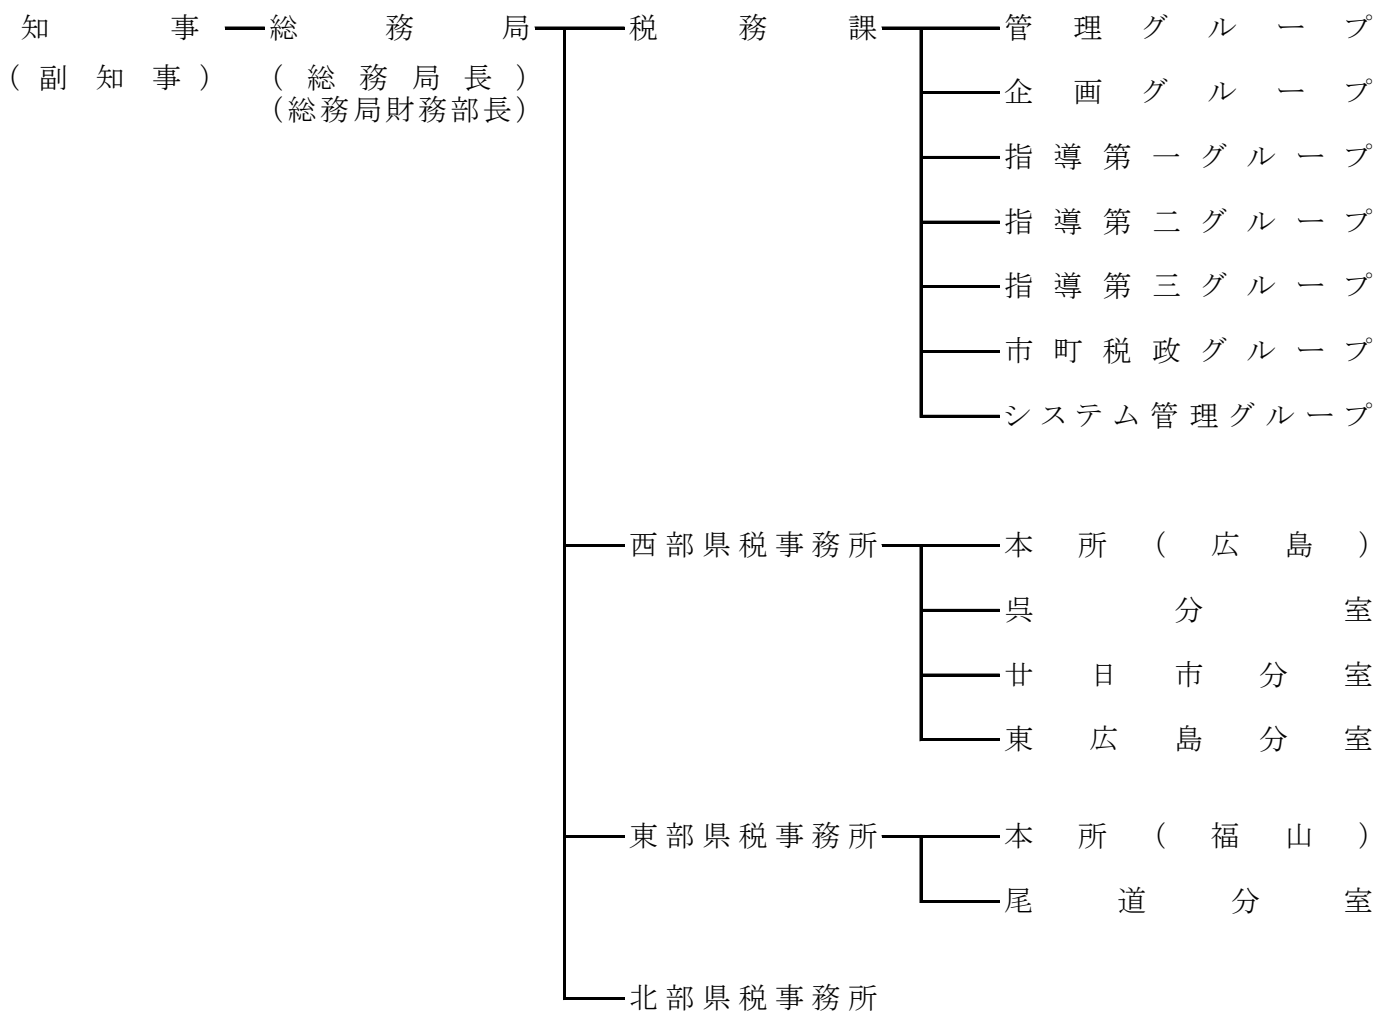 知事 総務局 税務課 管理グループ
(副知事) (総務局長)
(総務局財務部長)
企画グループ
指導第一グループ
指導第二グループ
指導第三グループ
市町税政グループ
システム管理グループ
西部県税事務所 本所(広島)
呉分室
廿日市分室
東広島分室
東部県税事務所 本所(福山)
尾道分室
北部県税事務所